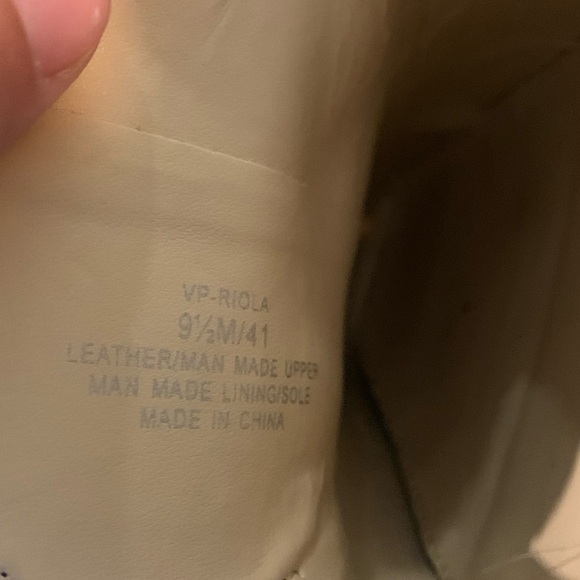 VP-RIOLA
9½M/41
LEATHER/MAN MADE UPPER
MAN MADE LINING/SOLE
MADE IN CHINA